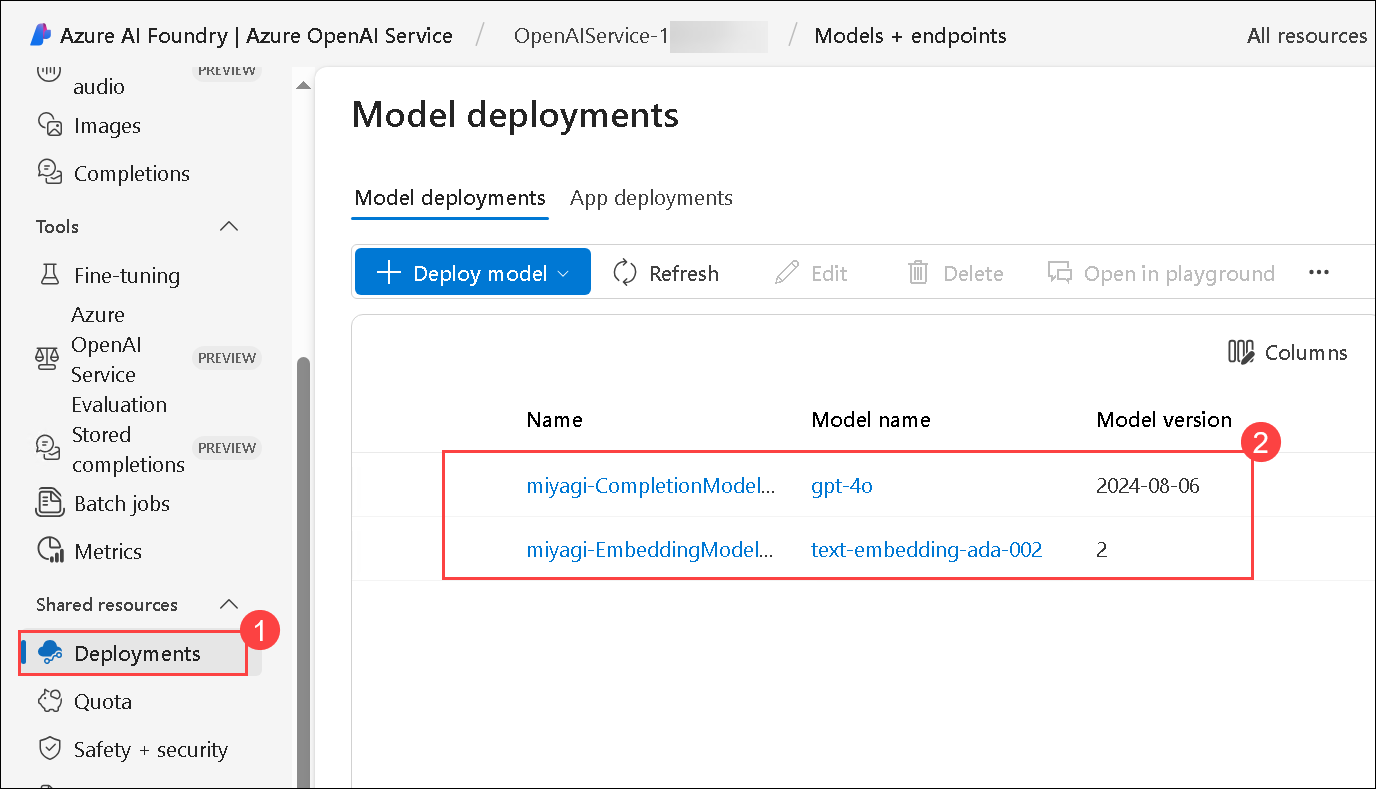 Azure AI Foundry | Azure OpenAI Service / OpenAIService-1 / Models + endpoints All resources
audio PREVIEW
Images
Completions
Tools
Fine-tuning
Azure
OpenAI
Service
Evaluation
PREVIEW
Stored
completions
PREVIEW
Batch jobs
Metrics
Shared resources
1
Deployments
Quota
Safety + security
Model deployments
Model deployments App deployments
Deploy model Refresh Edit Delete Open in playground ...
Columns
Name Model name Model version
2
miyagi-CompletionModel... gpt-4o 2024-08-06
miyagi-EmbeddingModel... text-embedding-ada-002 2